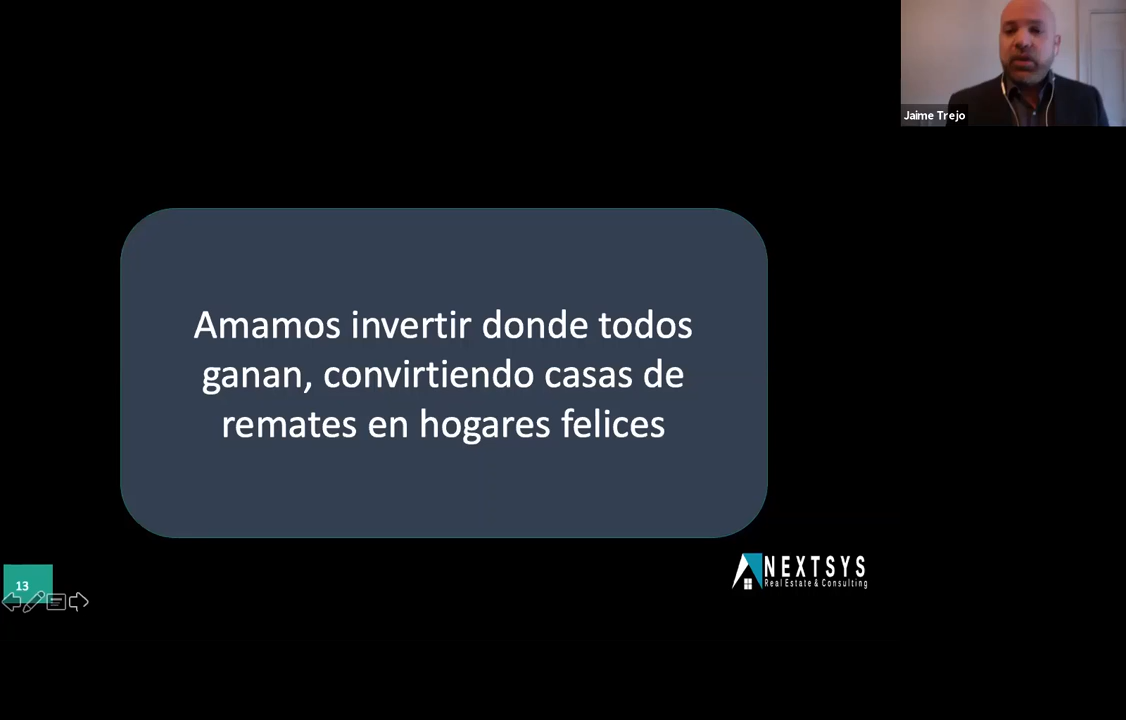 Jaime Trejo
Amamos invertir donde todos
ganan, convirtiendo casas de
remates en hogares felices
NEXTSYS
Real Estate & Consulting
13